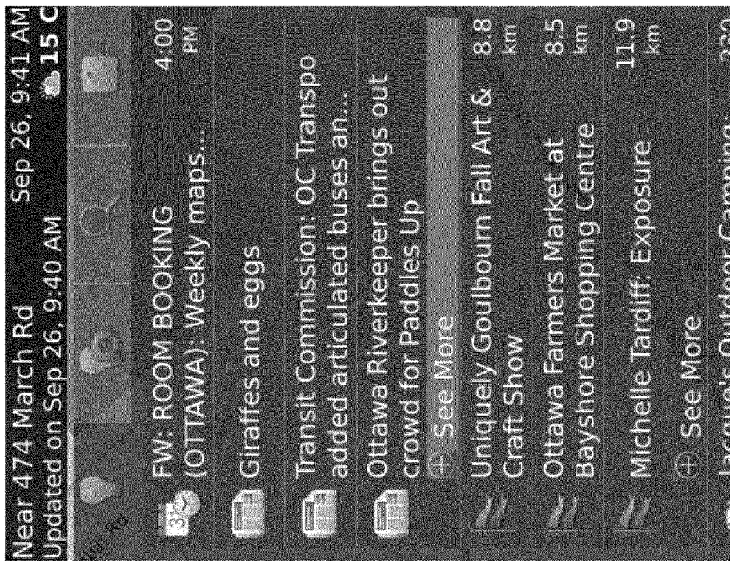 Near 474 March Rd
Sep 26, 9:41 AM
Updated on Sep 26, 9:40 AM
15 C
FW: ROOM BOOKING
4:00
(OTTAWA): Weekly maps...
PM
Giraffes and eggs
Transit Commission: OC Transpo
added articulated buses an...
Ottawa Riverkeeper brings out
crowd for Paddles Up
See More
Uniquely Goulbourn Fall Art &
8.8
Craft Show
km
Ottawa Farmers Market at
8.5
Bayshore Shopping Centre
km
Michelle Tardiff: Exposure
11.9
km
See More
Jacque's Outdoor Camping: